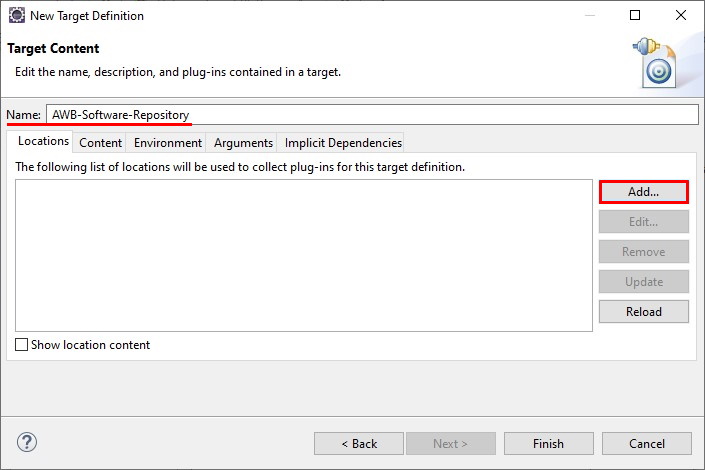 New Target Definition
Target Content
Edit the name, description, and plug-ins contained in a target.
Name: AWB-Software-Repository
Locations Content Environment Arguments Implicit Dependencies
The following list of locations will be used to collect plug-ins for this target definition.
Add...
Edit...
Remove
Update
Reload
Show location content
? < Back Next > Finish Cancel